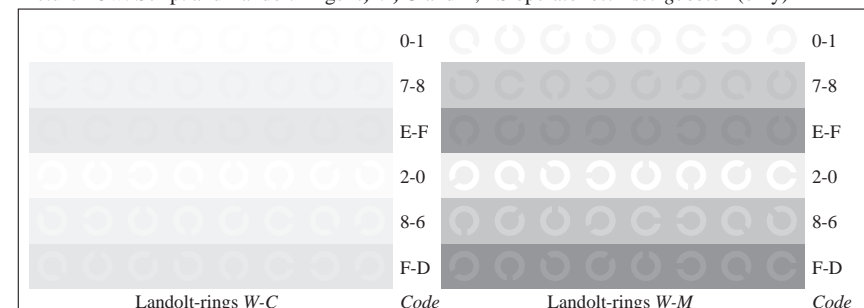 0-1 0-1
7-8 7-8
E-F E-F
2-0 2-0
8-6 8-6
F-D F-D
Landolt-rings W-C Code Landolt-rings W-M Code